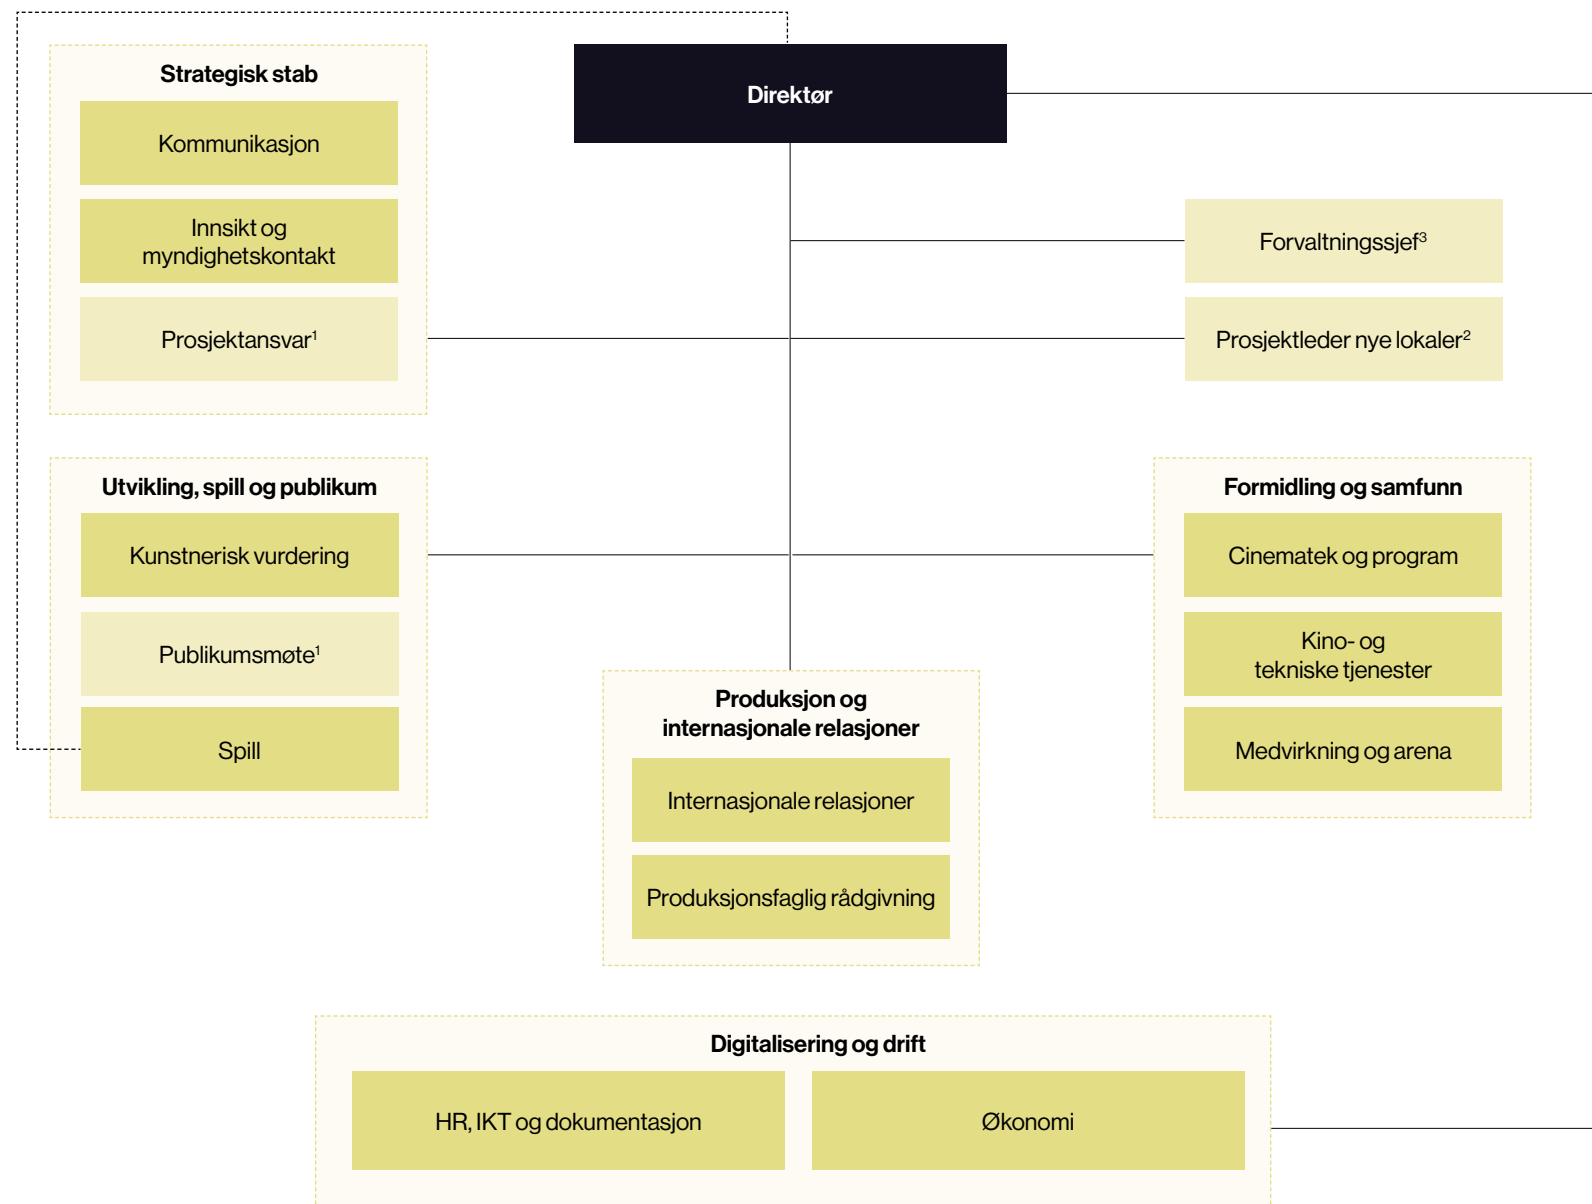 Direktør
Strategisk stab
Kommunikasjon
Innsikt og
myndighetskontakt
Prosjektansvar¹
Forvaltningssjef³
Prosjektleder nye lokaler²
Utvikling, spill og publikum
Kunstnerisk vurdering
Publikumsmøte¹
Spill
Produksjon og
internasjonale relasjoner
Internasjonale relasjoner
Produksjonsfaglig rådgivning
Formidling og samfunn
Cinematek og program
Kino- og
tekniske tjenester
Medvirkning og arena
Digitalisering og drift
HR, IKT og dokumentasjon
Økonomi